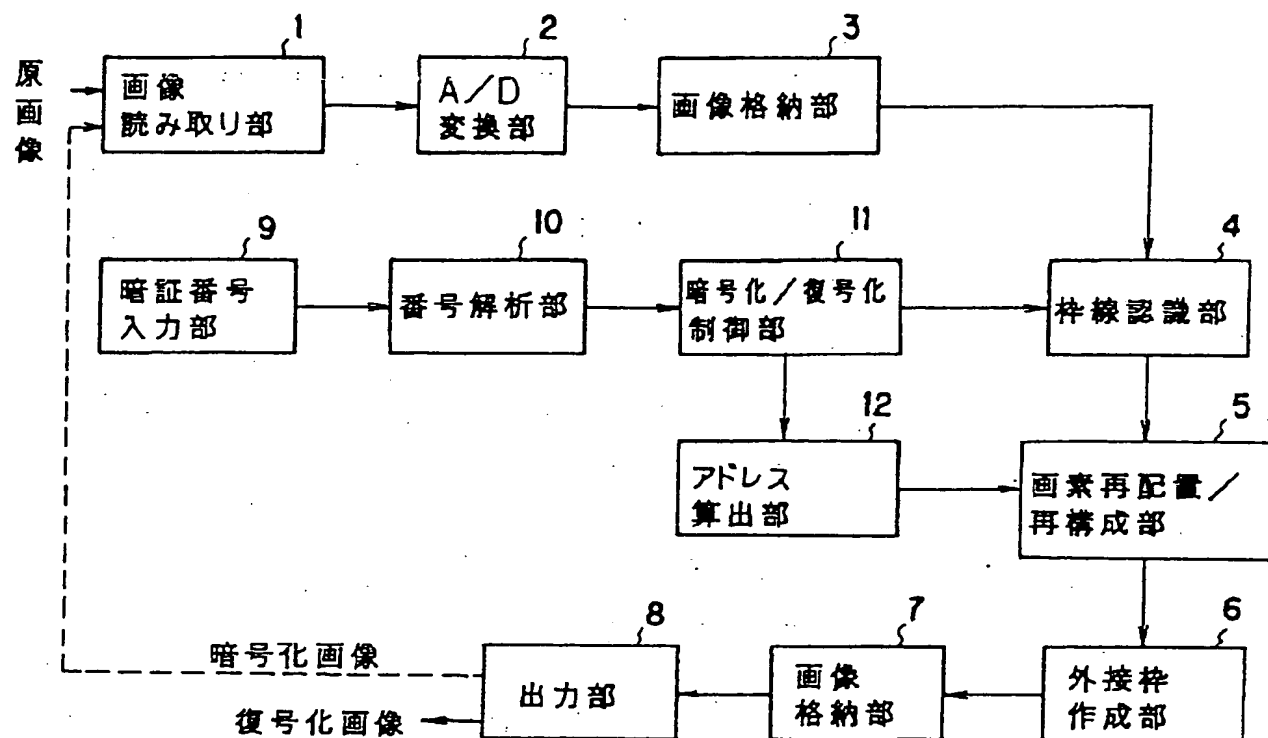 1
2
3
原画像
画像
読み取り部
A/D
変換部
画像格納部
9
10
11
4
暗証番号
入力部
番号解析部
暗号化/復号化
制御部
枠線認識部
12
5
アドレス
算出部
画素再配置/
再構成部
8
7
6
暗号化画像
出力部
画像
格納部
外接枠
作成部
復号化画像